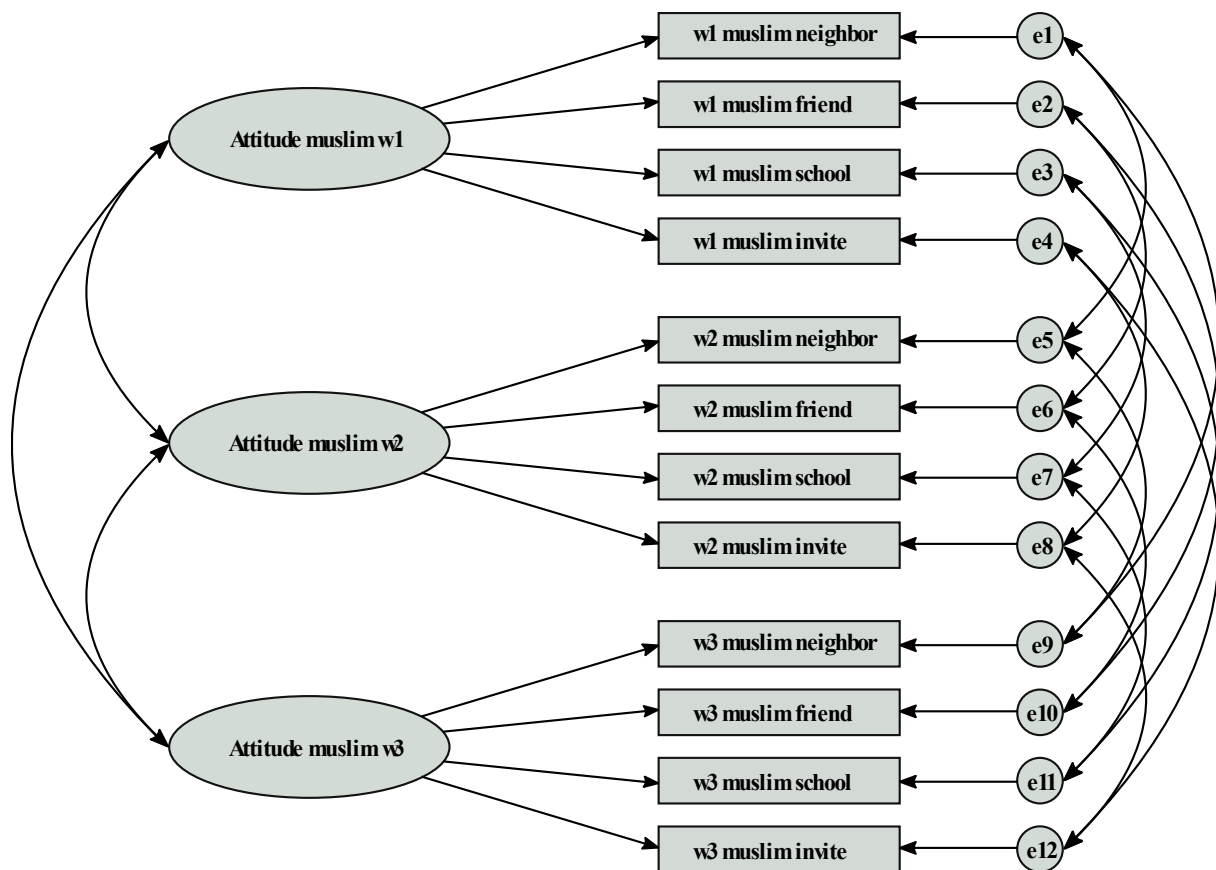 w1 muslim neighbor
e1
w1 muslim friend
e2
Attitude muslim w1
w1 muslim school
e3
w1 muslim invite
e4
w2 muslim neighbor
e5
w2 muslim friend
e6
Attitude muslim w2
w2 muslim school
e7
w2 muslim invite
e8
w3 muslim neighbor
e9
w3 muslim friend
e10
Attitude muslim w3
w3 muslim school
e11
w3 muslim invite
e12